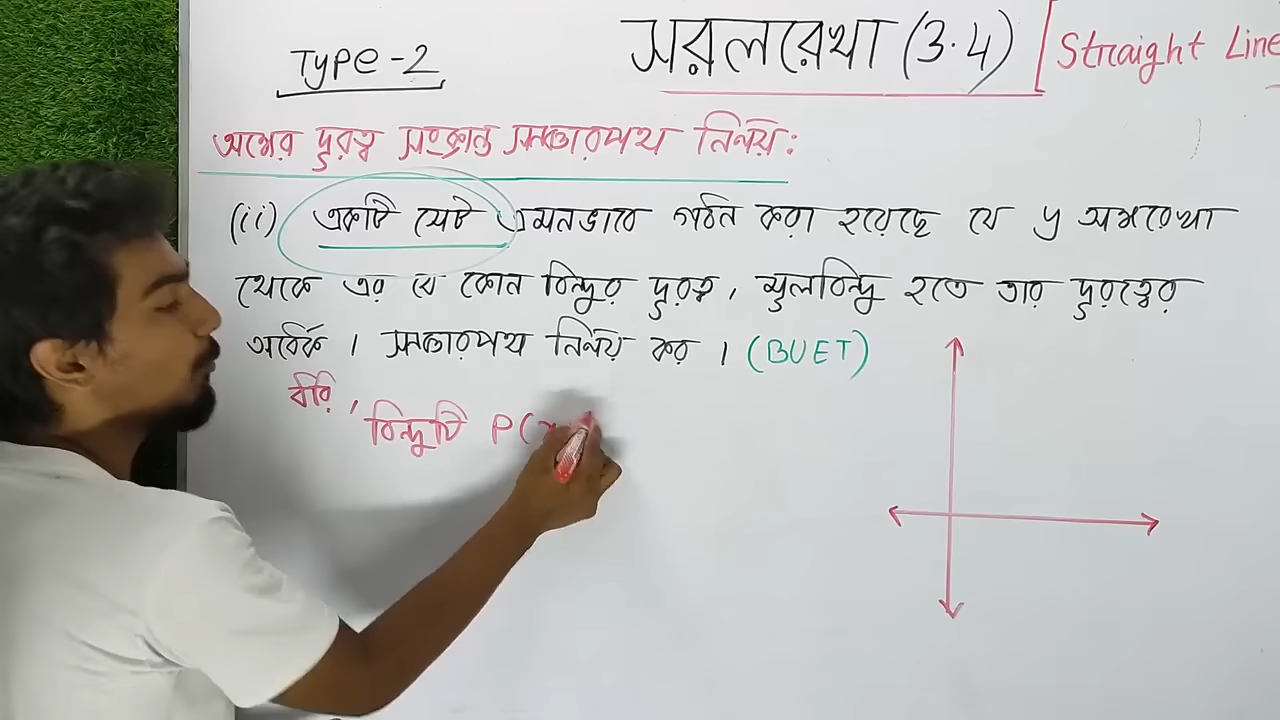 Type-2
সরলরেখা (3.4) [Straight Line
অক্ষের দুরত্ব সংক্রান্ত সঞ্চারপথ নির্ণয়:
(ii) একটি সেট এমনভাবে গঠন করা হয়েছে যে y অক্ষরেখা
থেকে এর যে কোন বিন্দুর দুরত্ব, মুলবিন্দু হতে তার দুরত্বের
অর্ধেক। সঞ্চারপথ নির্ণয় কর। (BUET)
ধরি,
বিন্দুটি P(x